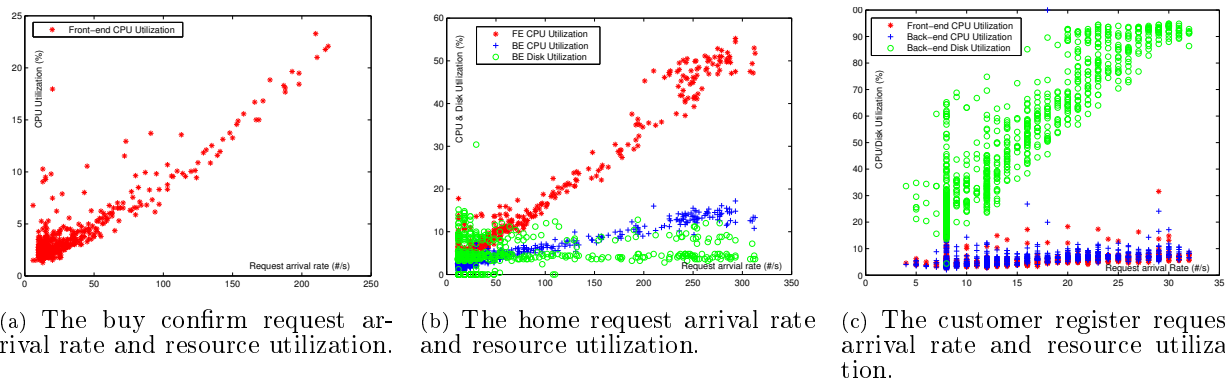 25
20
15
10
5
0
0 50 100 150 200 250
CPU Utilization (%)
Front-end CPU Utilization
Request arrival rate (#/s)
(a) The buy confirm request ar-
rival rate and resource utilization.
60
50
40
30
20
10
0
0 50 100 150 200 250 300 350
CPU & Disk Utilization (%)
FE CPU Utilization
BE CPU Utilization
BE Disk Utilization
Request arrival rate (#/s)
(b) The home request arrival rate
and resource utilization.
00
90
80
70
60
50
40
30
20
10
0
0 5 10 15 20 25 30 35
CPU/Disk Utilization (%)
Front-end CPU Utilization
Back-end CPU Utilization
Back-end Disk Utilization
Request arrival Rate (#/s)
(c) The customer register reques
arrival rate and resource utiliza
tion.